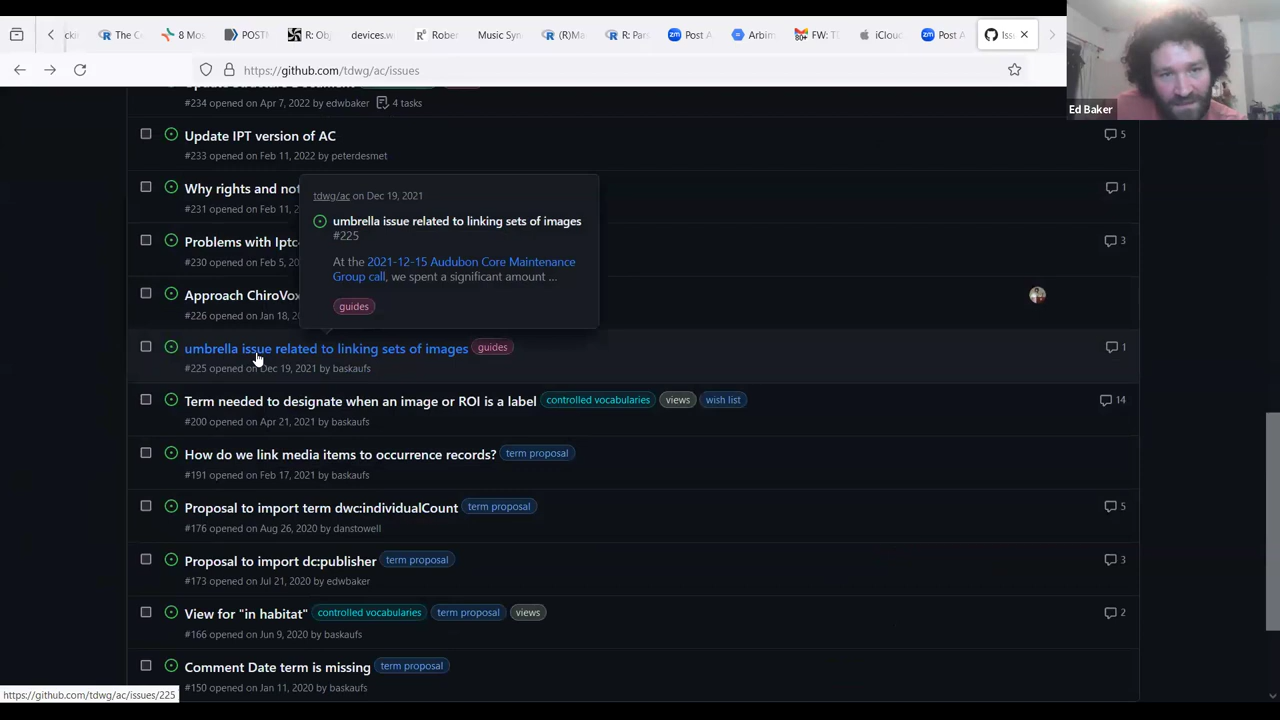 cki
The C
8 Mo
POSTI
R: Obj
devices.w
Rober
Music Syn
(R)Ma
R: Pars
Post A
Arbim
FW: T
iCloud
Post A
Iss
https://github.com/tdwg/ac/issues
Ed Baker
#234 opened on Apr 7, 2022 by edwbaker 4 tasks
Update IPT version of AC
5
#233 opened on Feb 11, 2022 by peterdesmet
Why rights and not
1
#231 opened on Feb 11, 2
Problems with Iptc
3
#230 opened on Feb 5, 20
Approach ChiroVox
#226 opened on Jan 18, 20
tdwg/ac on Dec 19, 2021
umbrella issue related to linking sets of images
#225
At the 2021-12-15 Audubon Core Maintenance
Group call, we spent a significant amount ...
guides
umbrella issue related to linking sets of images guides
1
#225 opened on Dec 19, 2021 by baskaufs
Term needed to designate when an image or ROI is a label controlled vocabularies views wish list
14
#200 opened on Apr 21, 2021 by baskaufs
How do we link media items to occurrence records? term proposal
#191 opened on Feb 17, 2021 by baskaufs
Proposal to import term dwc:individualCount term proposal
5
#176 opened on Aug 26, 2020 by danstowell
Proposal to import dc:publisher term proposal
3
#173 opened on Jul 21, 2020 by edwbaker
View for "in habitat" controlled vocabularies term proposal views
2
#166 opened on Jun 9, 2020 by baskaufs
Comment Date term is missing term proposal
#150 opened on Jan 11, 2020 by baskaufs
https://github.com/tdwg/ac/issues/225